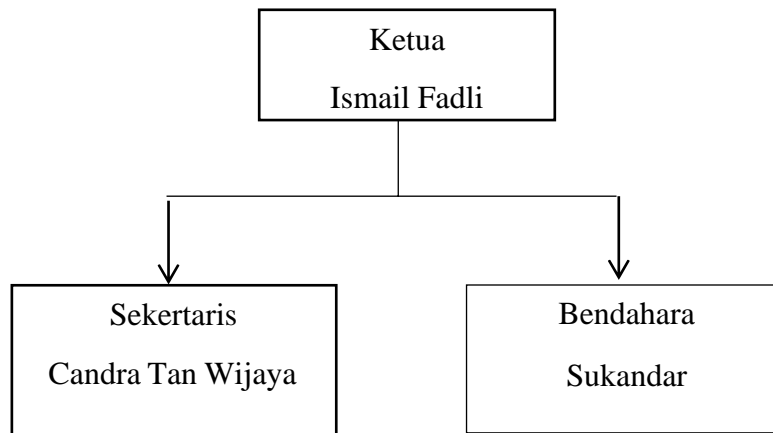 Ketua
Ismail Fadli
Sekertaris
Candra Tan Wijaya
Bendahara
Sukandar